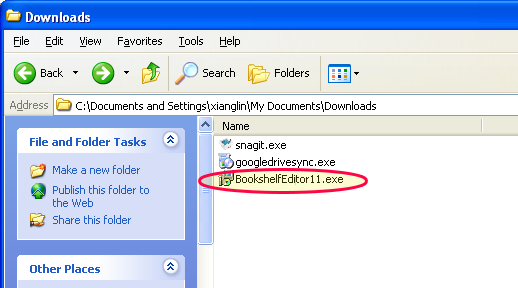 Downloads
File Edit View Favorites Tools Help
Back Search Folders
Address C:\Documents and Settings\xianglin\My Documents\Downloads
File and Folder Tasks
Make a new folder
Publish this folder to
the Web
Share this folder
Other Places
Name
snagit.exe
googledrivesync.exe
BookshelfEditor11.exe